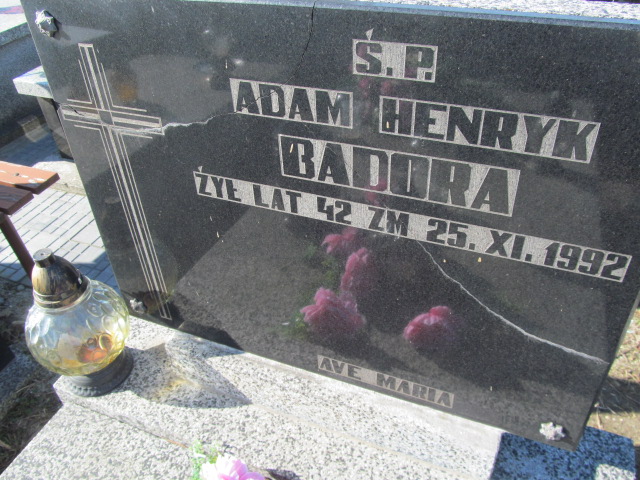 Ś.P.
ADAM HENRYK
BADORA
ŻYŁ LAT 42 ZM 25. XI. 1992
AVE MARIA